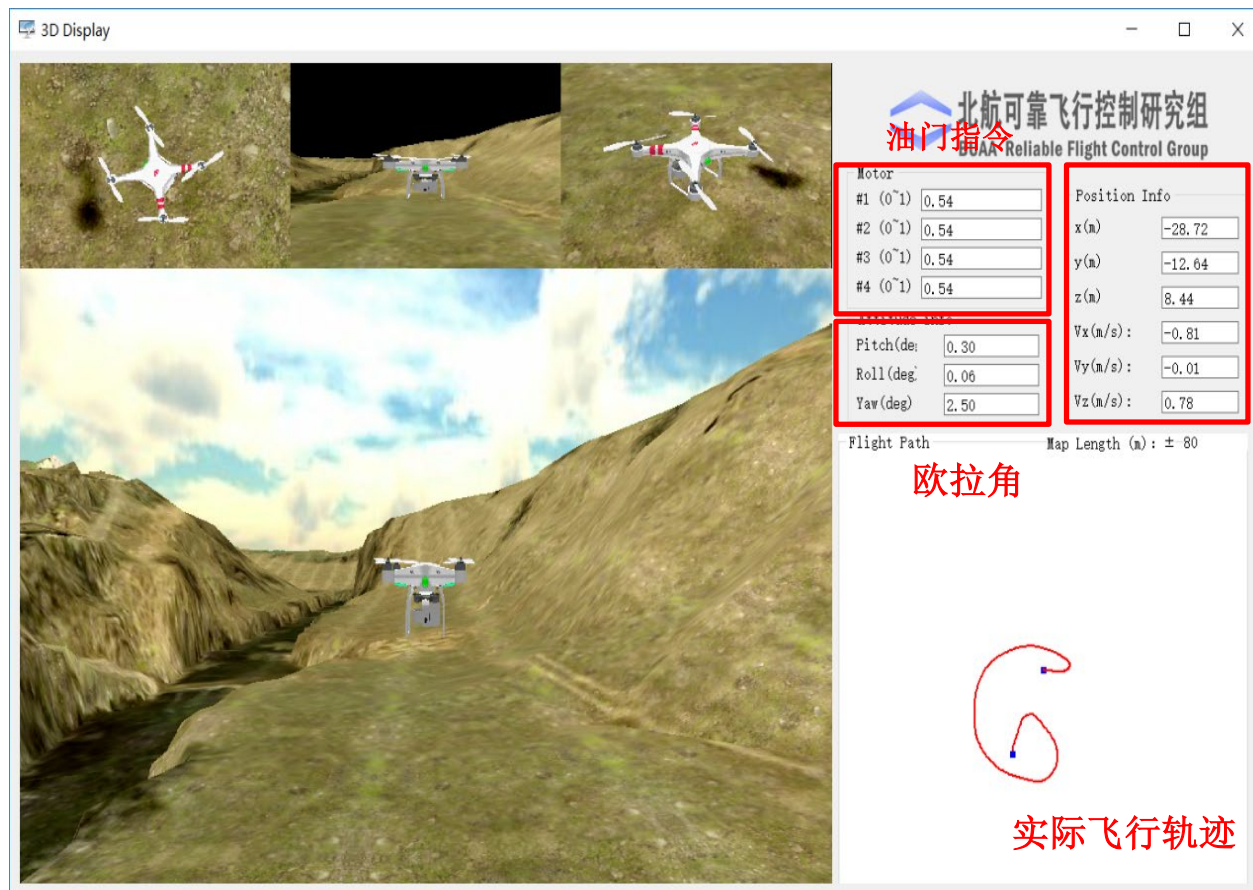 3D Display
北航可靠飞行控制研究组
油门指令
BUAA Reliable Flight Control Group
Motor
#1 (0~1) 0.54
#2 (0~1) 0.54
#3 (0~1) 0.54
#4 (0~1) 0.54
Position Info
x(m) -28.72
y(m) -12.64
z(m) 8.44
Vx(m/s): -0.81
Vy(m/s): -0.01
Vz(m/s): 0.78
Attitude Info
Pitch(de 0.30
Roll(deg 0.06
Yaw(deg) 2.50
Flight Path
Map Length (m): ± 80
欧拉角
实际飞行轨迹